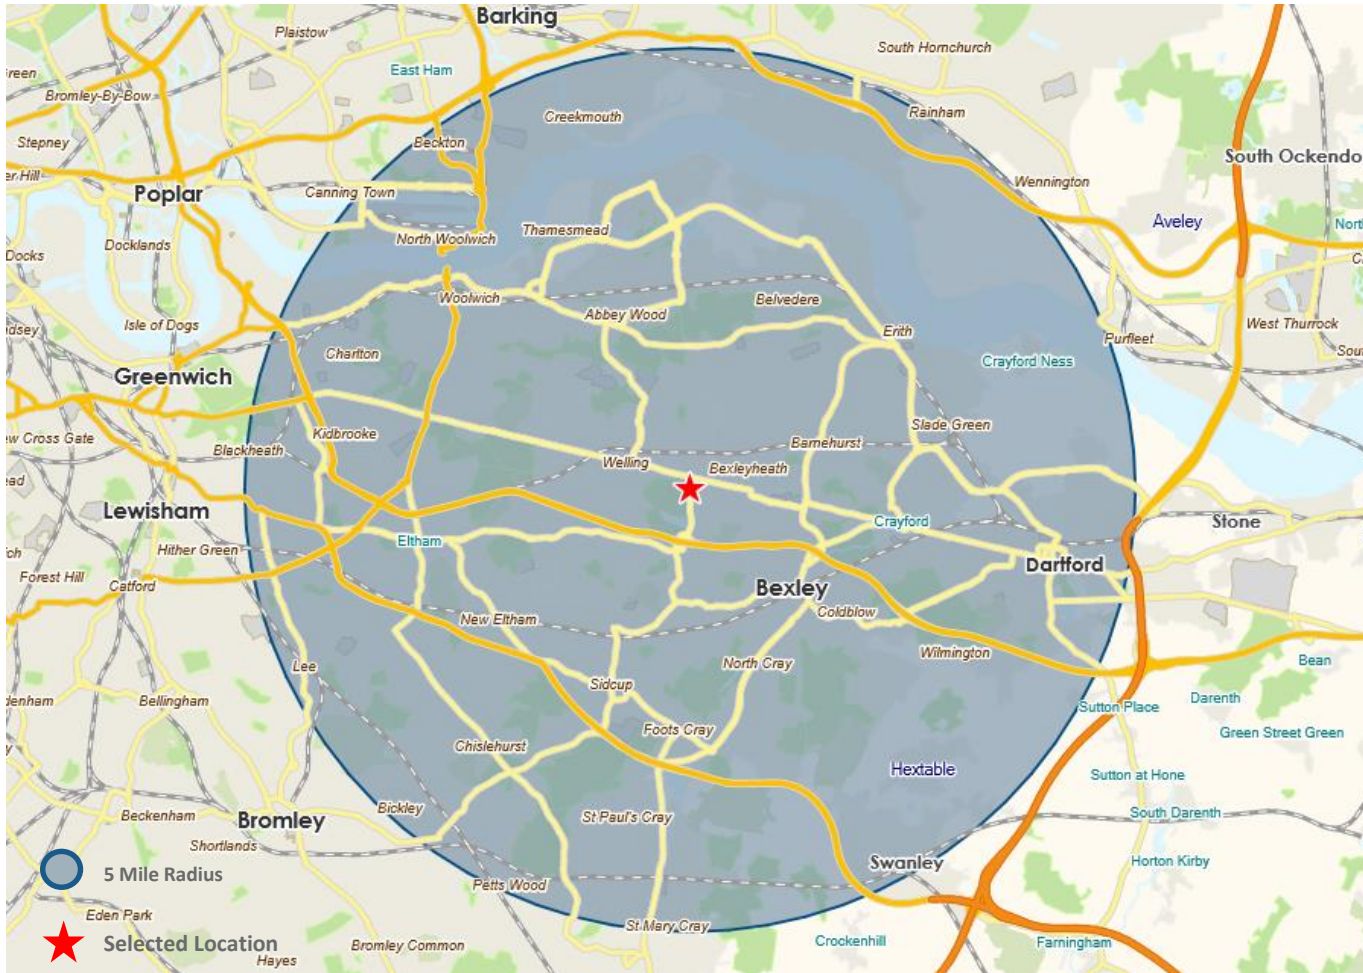 Barking
Plaistow
South Hornchurch
East Ham
Bromley-By-Bow
Rainham
Creekmouth
Stepney
Beckton
South Ockendo
Poplar
Canning Town
Wennington
Aveley
Thamesmead
North Woolwich
Docklands
Docks
Woolwich
Belvedere
Abbey Wood
Isle of Dogs
West Thurrock
Erith
Purfleet
Charlton
Crayford Ness
Greenwich
Slade Green
Kidbrooke
ew Cross Gate
Barnehurst
Blackheath
Welling
Bexleyheath
Lewisham
Crayford
Stone
Eltham
Hither Green
Dartford
Forest Hill
Catford
Bexley
Coldblow
New Eltham
Wilmington
North Cray
Bean
Lee
Sidcup
Darenth
denham
Bellingham
Sutton Place
Foots Cray
Green Street Green
Chislehurst
Hextable
Sutton at Hone
Bickley
South Darenth
Beckenham
Bromley
St Paul's Cray
Shortlands
Swanley
Horton Kirby
5 Mile Radius
Petts Wood
Eden Park
St Mary Cray
Selected Location
Bromley Common
Crockenhill
Farningham
Hayes